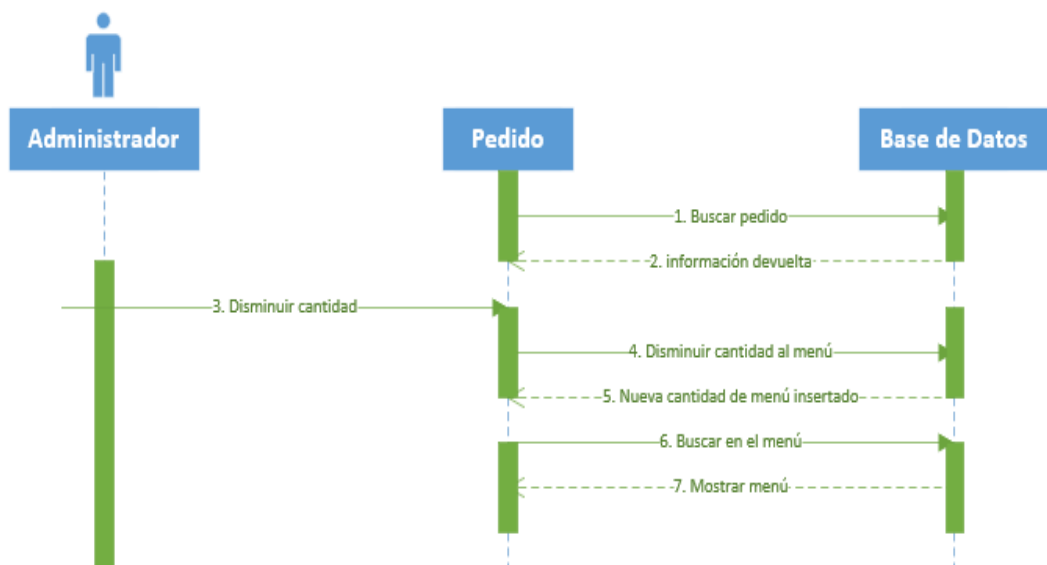 Administrador
Pedido
Base de Datos
1. Buscar pedido
2. información devuelta
3. Disminuir cantidad
4. Disminuir cantidad al menú
5. Nueva cantidad de menú insertado
6. Buscar en el menú
7. Mostrar menú